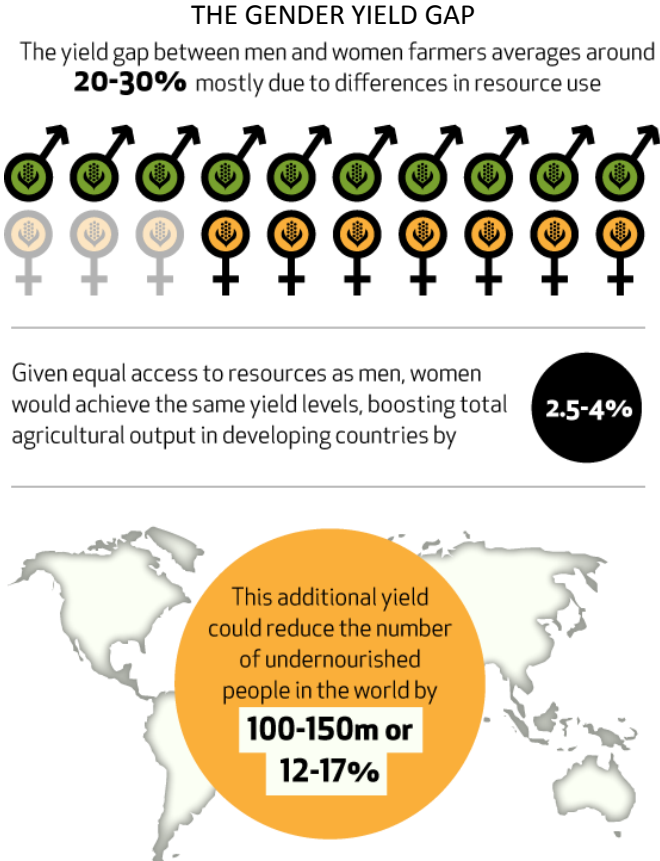 THE GENDER YIELD GAP
The yield gap between men and women farmers averages around
20-30% mostly due to differences in resource use
Given equal access to resources as men, women
would achieve the same yield levels, boosting total
agricultural output in developing countries by
2.5-4%
This additional yield
could reduce the number
of undernourished
people in the world by
100-150m or
12-17%